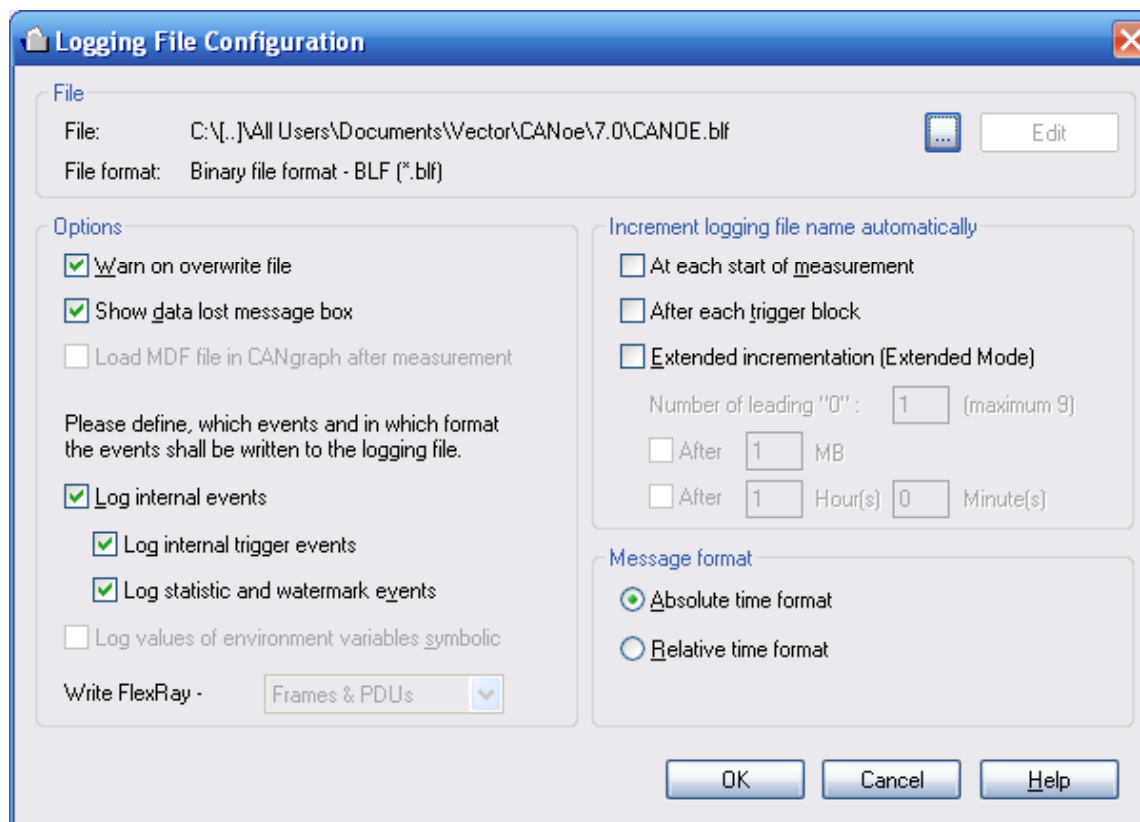 Logging File Configuration
File
File: C:\[..]\All Users\Documents\Vector\CANoe\7.0\CANOE.blf ... Edit
File format: Binary file format - BLF (*.blf)
Options
Warn on overwrite file
Show data lost message box
Load MDF file in CANgraph after measurement
Please define, which events and in which format
the events shall be written to the logging file.
Log internal events
Log internal trigger events
Log statistic and watermark events
Log values of environment variables symbolic
Write FlexRay - Frames & PDUs
Increment logging file name automatically
At each start of measurement
After each trigger block
Extended incrementation (Extended Mode)
Number of leading "0" : 1 (maximum 9)
After 1 MB
After 1 Hour(s) 0 Minute(s)
Message format
Absolute time format
Relative time format
OK Cancel Help